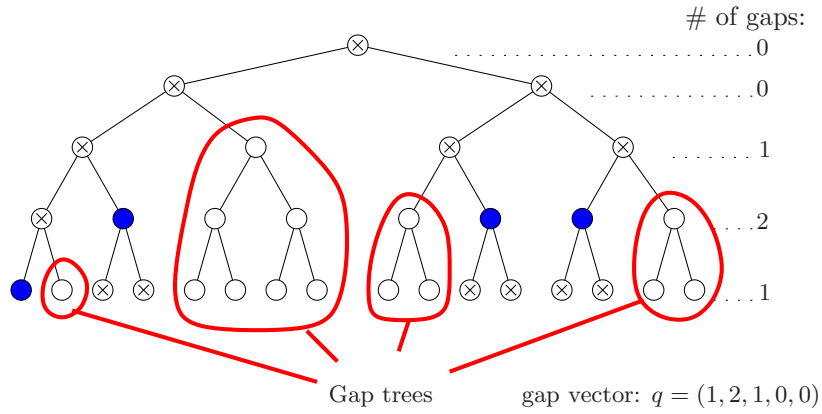 # of gaps:
0
0
1
2
1
Gap trees
gap vector: q = (1, 2, 1, 0, 0)